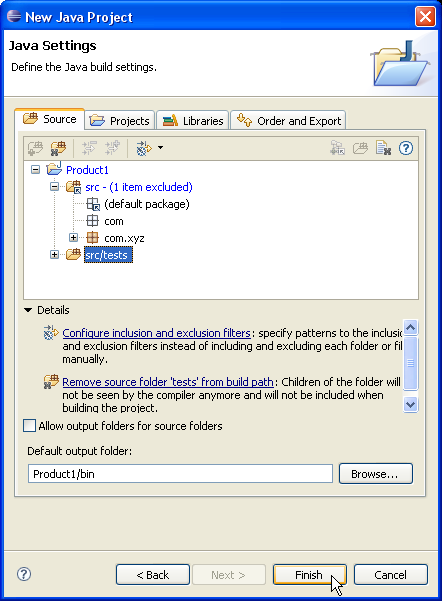 New Java Project
Java Settings
Define the Java build settings.
Source
Projects
Libraries
Order and Export
Product1
src - (1 item excluded)
(default package)
com
com.xyz
src/tests
Details
Configure inclusion and exclusion filters: specify patterns to the inclusio
and exclusion filters instead of including and excluding each folder or fil
manually.
Remove source folder 'tests' from build path: Children of the folder will
not be seen by the compiler anymore and will not be included when
building the project.
Allow output folders for source folders
Default output folder:
Product1/bin
Browse...
< Back
Next >
Finish
Cancel